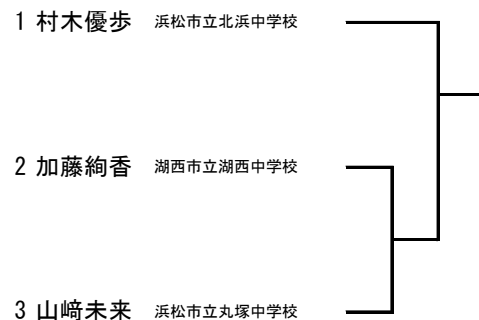 1 村木優歩 浜松市立北浜中学校
2 加藤絢香 湖西市立湖西中学校
3 山﨑未来 浜松市立丸塚中学校